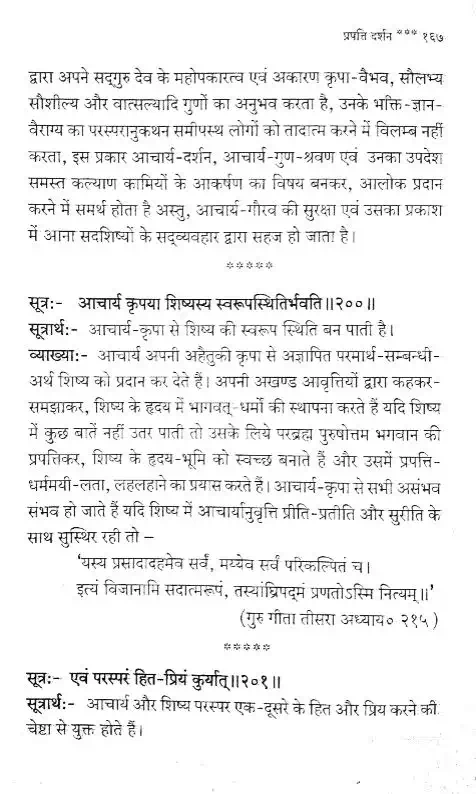 प्रपत्ति दर्शन *** १६७
द्वारा अपने सद्गुरु देव के महोपकारत्व एवं अकारण कृपा-वैभव, सौलभ्य
सौशील्य और वात्सल्यादि गुणों का अनुभव करता है, उनके भक्ति-ज्ञान-
वैराग्य का परस्परानुकथन समीपस्थ लोगों को तादात्म करने में विलम्ब नहीं
करता, इस प्रकार आचार्य-दर्शन, आचार्य-गुण-श्रवण एवं उनका उपदेश
समस्त कल्याण कामियों के आकर्षण का विषय बनकर, आलोक प्रदान
करने में समर्थ होता है अस्तु, आचार्य-गौरव की सुरक्षा एवं उसका प्रकाश
में आना सदशिष्यों के सद्व्यवहार द्वारा सहज हो जाता है।
*****
सूत्रः- आचार्य कृपया शिष्यस्य स्वरूपस्थितिर्भवति॥२००॥
सूत्रार्थः- आचार्य-कृपा से शिष्य की स्वरूप स्थिति बन पाती है।
व्याख्याः- आचार्य अपनी अहैतुकी कृपा से अज्ञापित परमार्थ-सम्बन्धी-
अर्थ शिष्य को प्रदान कर देते हैं। अपनी अखण्ड आवृत्तियों द्वारा कहकर-
समझाकर, शिष्य के हृदय में भागवत्-धर्मो की स्थापना करते हैं यदि शिष्य
में कुछ बातें नहीं उतर पाती तो उसके लिये परब्रह्म पुरुषोत्तम भगवान की
प्रपत्तिकर, शिष्य के हृदय-भूमि को स्वच्छ बनाते हैं और उसमें प्रपत्ति-
धर्ममयी-लता, लहलहाने का प्रयास करते हैं। आचार्य-कृपा से सभी असंभव
संभव हो जाते हैं यदि शिष्य में आचार्यानुवृत्ति प्रीति-प्रतीति और सुरीति के
साथ सुस्थिर रही तो –
'यस्य प्रसादादहमेव सर्वं, मय्येव सर्वं परिकल्पितं च।
इत्यं विजानामि सदात्मरूपं, तस्यांघ्रिपद्मं प्रणतोऽस्मि नित्यम्॥'
(गुरु गीता तीसरा अध्याय० २१५)
*****
सूत्रः- एवं परस्परं हित-प्रियं कुर्यात्॥२०१॥
सूत्रार्थः- आचार्य और शिष्य परस्पर एक-दूसरे के हित और प्रिय करने की
चेष्टा से युक्त होते हैं।